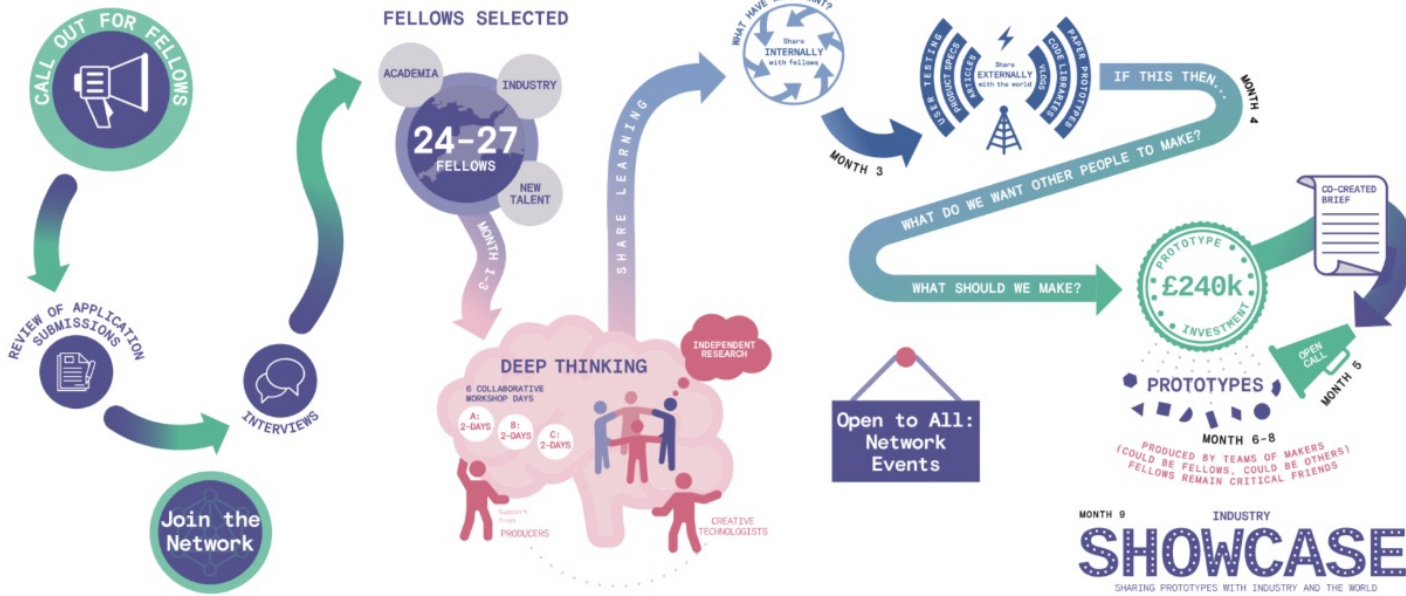 CALL OUT FOR FELLOWS
REVIEW OF APPLICATION
SUBMISSIONS
INTERVIEWS
Join the
Network
FELLOWS SELECTED
ACADEMIA
INDUSTRY
24-27
FELLOWS
NEW
TALENT
MONTH 1-3
DEEP THINKING
6 COLLABORATIVE
WORKSHOP DAYS
A:
2-DAYS
B:
2-DAYS
C:
2-DAYS
INDEPENDENT
RESEARCH
Support
from
PRODUCERS
CREATIVE
TECHNOLOGISTS
SHARE LEARNING
WHAT HAVE
Share
INTERNALLY
with fellows
MONTH 3
USER TESTING
PRODUCT SPECS
ARTICLES
Share
EXTERNALLY
with the world
VLOGS
CODE LIBRARIES
PAPER PROTOTYPES
IF THIS THEN...
MONTH 4
WHAT DO WE WANT OTHER PEOPLE TO MAKE?
WHAT SHOULD WE MAKE?
PROTOTYPE
£240k
INVESTMENT
CO-CREATED
BRIEF
OPEN
CALL
MONTH 5
PROTOTYPES
MONTH 6-8
PRODUCED BY TEAMS OF MAKERS
(COULD BE FELLOWS, COULD BE OTHERS)
FELLOWS REMAIN CRITICAL FRIENDS
Open to All:
Network
Events
MONTH 9
INDUSTRY
SHOWCASE
SHARING PROTOTYPES WITH INDUSTRY AND THE WORLD